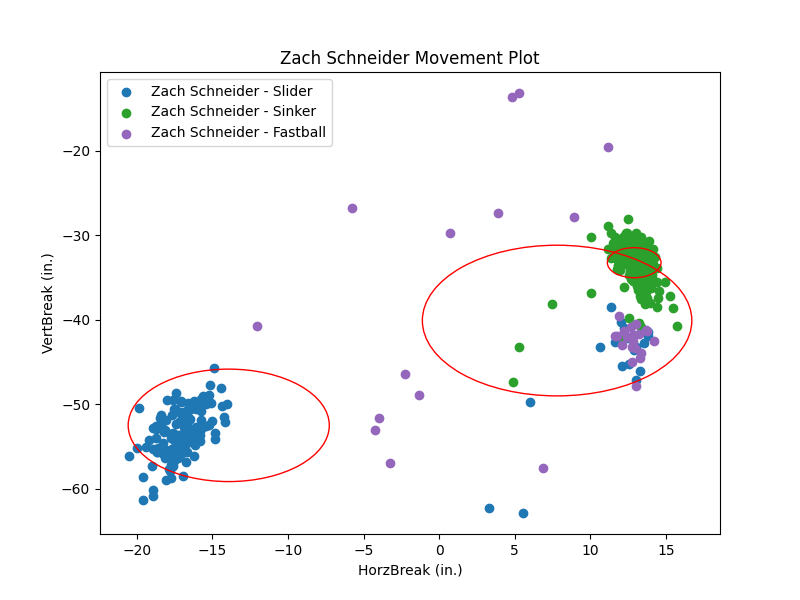 Zach Schneider Movement Plot
Zach Schneider - Slider
Zach Schneider - Sinker
Zach Schneider - Fastball
VertBreak (in.)
−20
−30
−40
−50
−60
−20 −15 −10 −5 0 5 10 15
HorzBreak (in.)